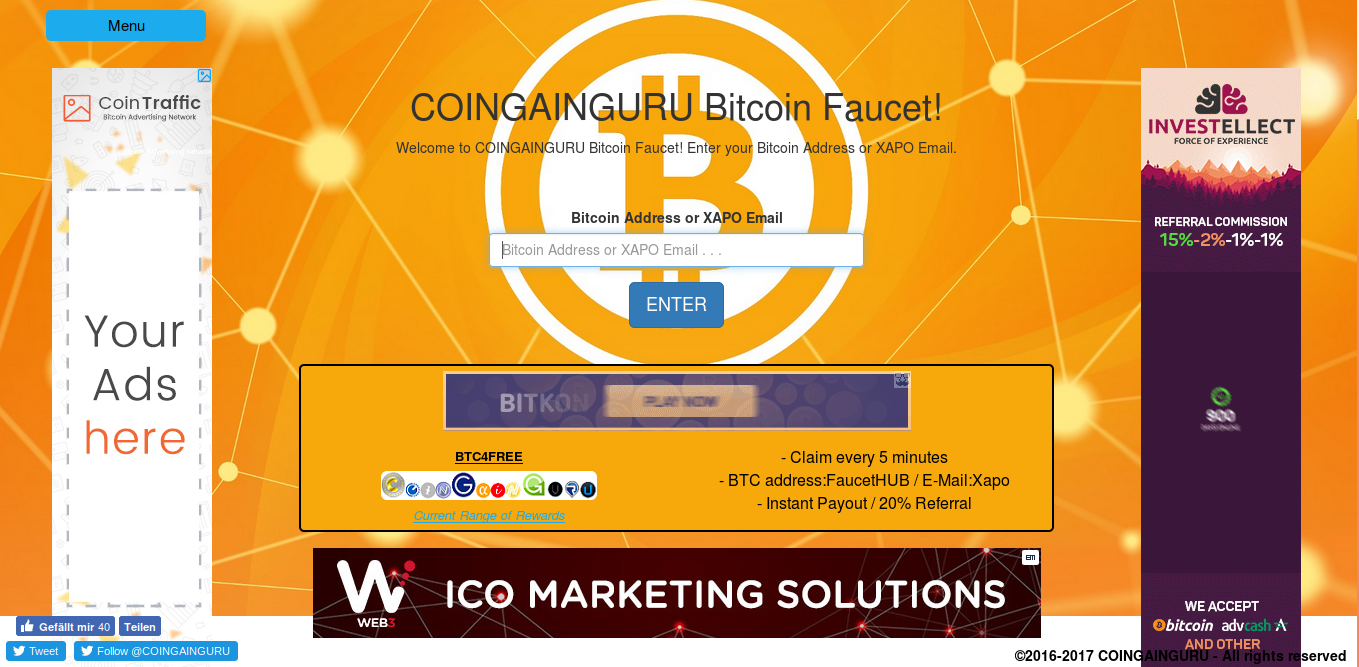 Menu
CoinTraffic
Bitcoin Advertising Network
Your
Ads
here
COINGAINGURU Bitcoin Faucet!
Welcome to COINGAINGURU Bitcoin Faucet! Enter your Bitcoin Address or XAPO Email.
Bitcoin Address or XAPO Email
Bitcoin Address or XAPO Email . . .
ENTER
INVESTELLECT
FORCE OF EXPERIENCE
REFERRAL COMMISSION
15%-2%-1%-1%
900
BITKON
PLAY NOW
BTC4FREE
Current Range of Rewards
- Claim every 5 minutes
- BTC address:FaucetHUB / E-Mail:Xapo
- Instant Payout / 20% Referral
WEB3
ICO MARKETING SOLUTIONS
WE ACCEPT
bitcoin advcash
AND OTHER
Gefällt mir 40 Teilen
Tweet Follow @COINGAINGURU
©2016-2017 COINGAINGURU - All rights reserved